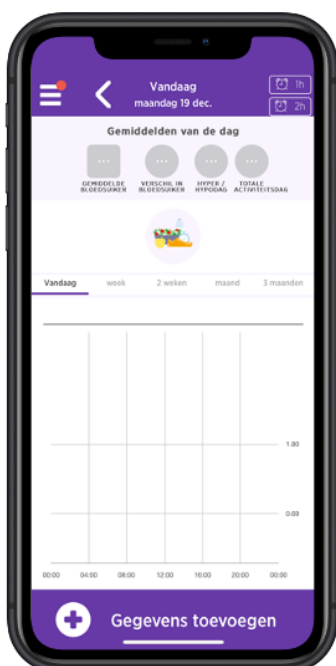 Vandaag
maandag 19 dec.
1h
2h
Gemiddelden van de dag
GEMIDDELDE BLOEDSUIKER
VERSCHIL IN BLOEDSUIKER
HYPER / HYPODAG
TOTALE ACTIVITEITSDAG
Vandaag week 2 weken maand 3 maanden
1.80
0.69
00:00 04:00 08:00 12:00 16:00 20:00 00:00
Gegevens toevoegen